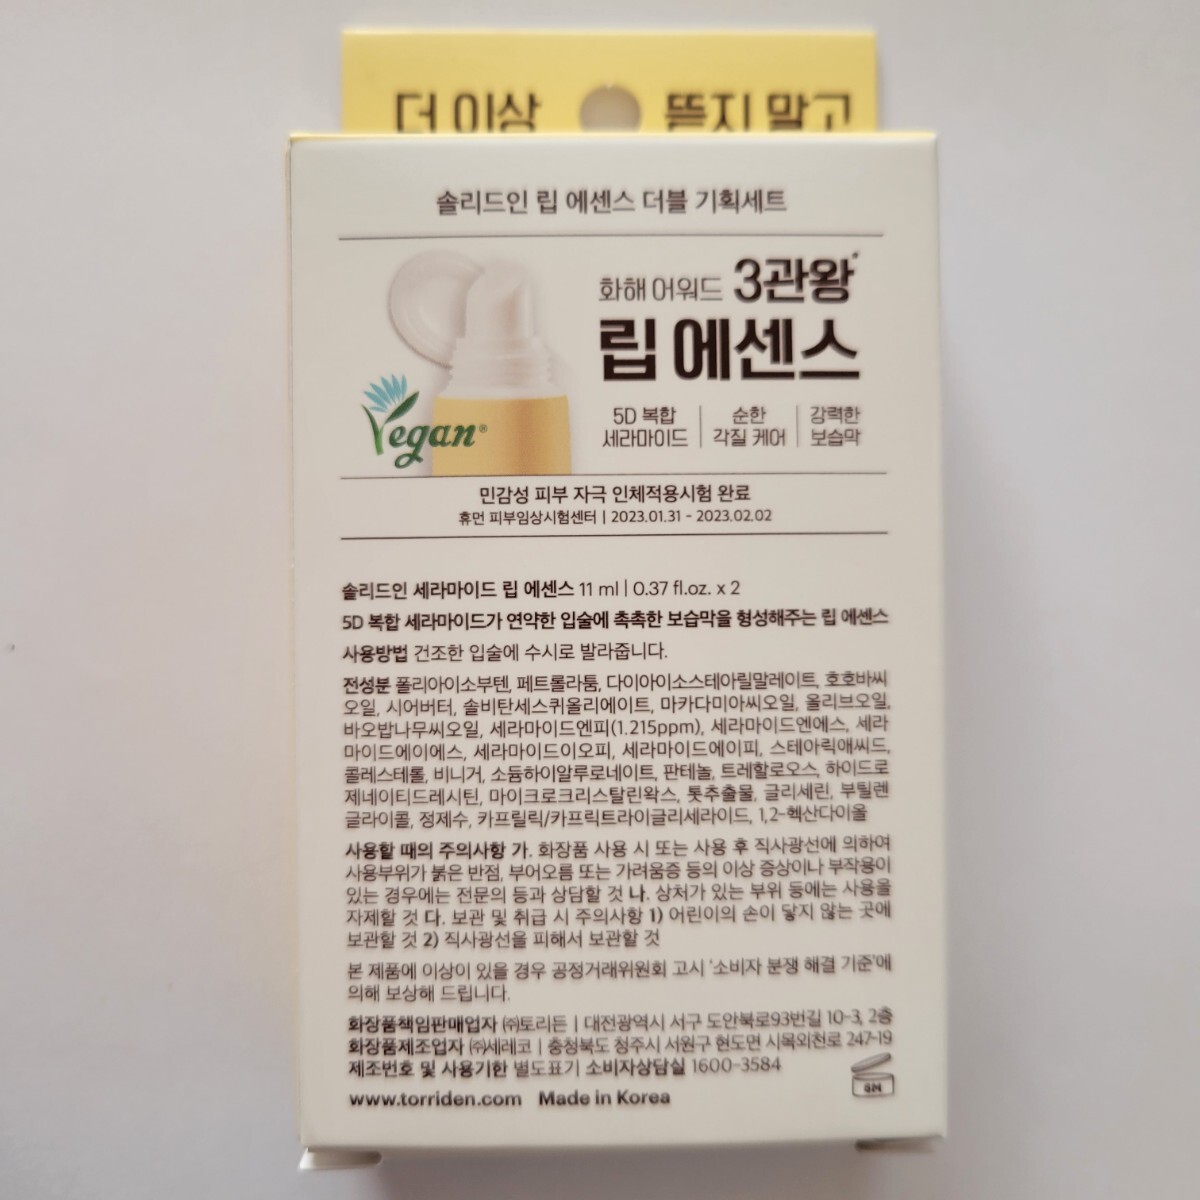 더 이상 뜯지 말고
솔리드인 립 에센스 더블 기획세트
화해 어워드 3관왕*
립 에센스
5D 복합 세라마이드 | 순한 각질 케어 | 강력한 보습막
Vegan®
민감성 피부 자극 인체적용시험 완료
휴먼 피부임상시험센터 | 2023.01.31 - 2023.02.02
솔리드인 세라마이드 립 에센스 11 ml | 0.37 fl.oz. x 2
5D 복합 세라마이드가 연약한 입술에 촉촉한 보습막을 형성해주는 립 에센스
사용방법 건조한 입술에 수시로 발라줍니다.
전성분 폴리아이소부텐, 페트롤라툼, 다이아이소스테아릴말레이트, 호호바씨
오일, 시어버터, 솔비탄세스퀴올리에이트, 마카다미아씨오일, 올리브오일,
바오밥나무씨오일, 세라마이드엔피(1.215ppm), 세라마이드엔에스, 세라
마이드에이에스, 세라마이드이오피, 세라마이드에이피, 스테아릭애씨드,
콜레스테롤, 비니거, 소듐하이알루로네이트, 판테놀, 트레할로오스, 하이드로
제네이티드레시틴, 마이크로크리스탈린왁스, 톳추출물, 글리세린, 부틸렌
글라이콜, 정제수, 카프릴릭/카프릭트라이글리세라이드, 1,2-헥산다이올
사용할 때의 주의사항 가. 화장품 사용 시 또는 사용 후 직사광선에 의하여
사용부위가 붉은 반점, 부어오름 또는 가려움증 등의 이상 증상이나 부작용이
있는 경우에는 전문의 등과 상담할 것 나. 상처가 있는 부위 등에는 사용을
자제할 것 다. 보관 및 취급 시 주의사항 1) 어린이의 손이 닿지 않는 곳에
보관할 것 2) 직사광선을 피해서 보관할 것
본 제품에 이상이 있을 경우 공정거래위원회 고시 '소비자 분쟁 해결 기준'에
의해 보상해 드립니다.
화장품책임판매업자 ㈜토리든 | 대전광역시 서구 도안북로93번길 10-3, 2층
화장품제조업자 ㈜세레코 | 충청북도 청주시 서원구 현도면 시목외천로 247-19
제조번호 및 사용기한 별도표기 소비자상담실 1600-3584
www.torriden.com Made in Korea
6M